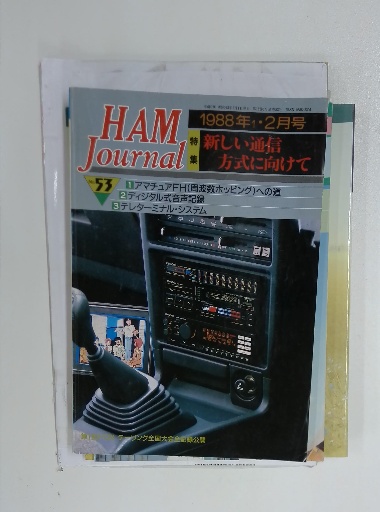 HAM
Journal
No.53
1988年1・2月号
特集
新しい通信
方式に向けて
1 アマチュアFH(周波数ホッピング)への道
2 ディジタル式音声記録
3 テレターミナル・システム